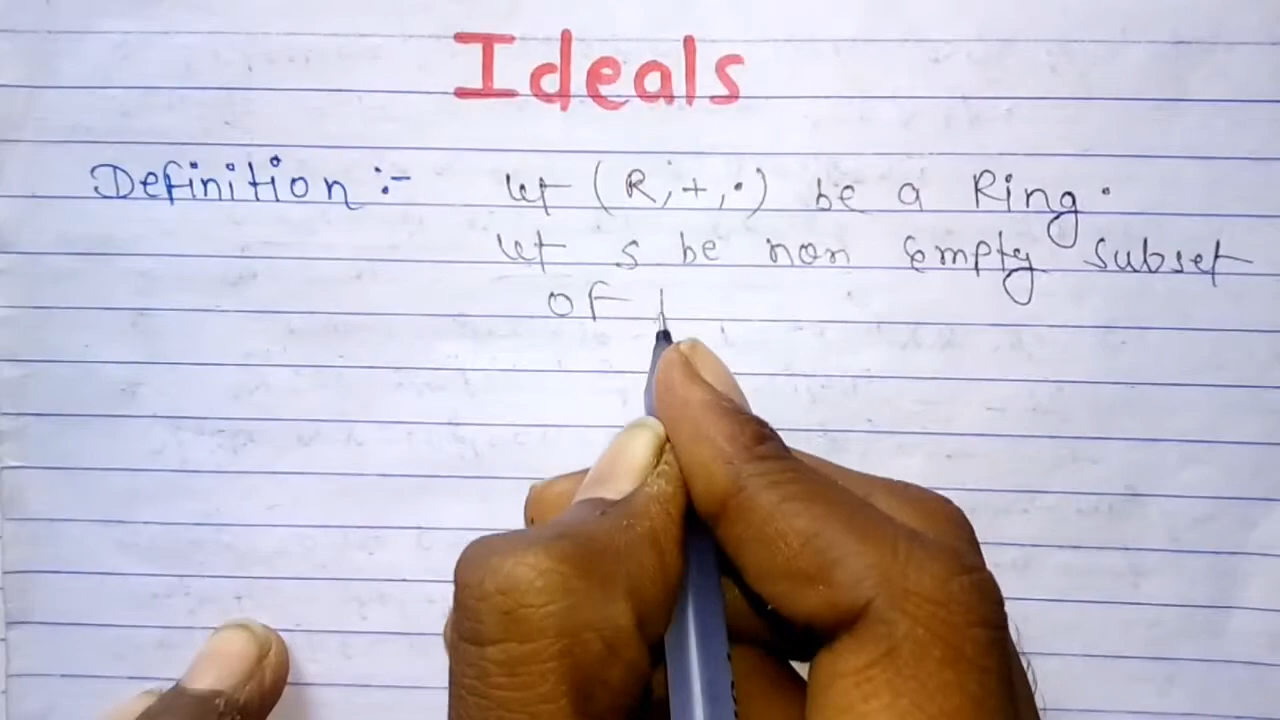 Ideals
Definition :- let (R,+,·) be a Ring.
let s be non empty subset
of